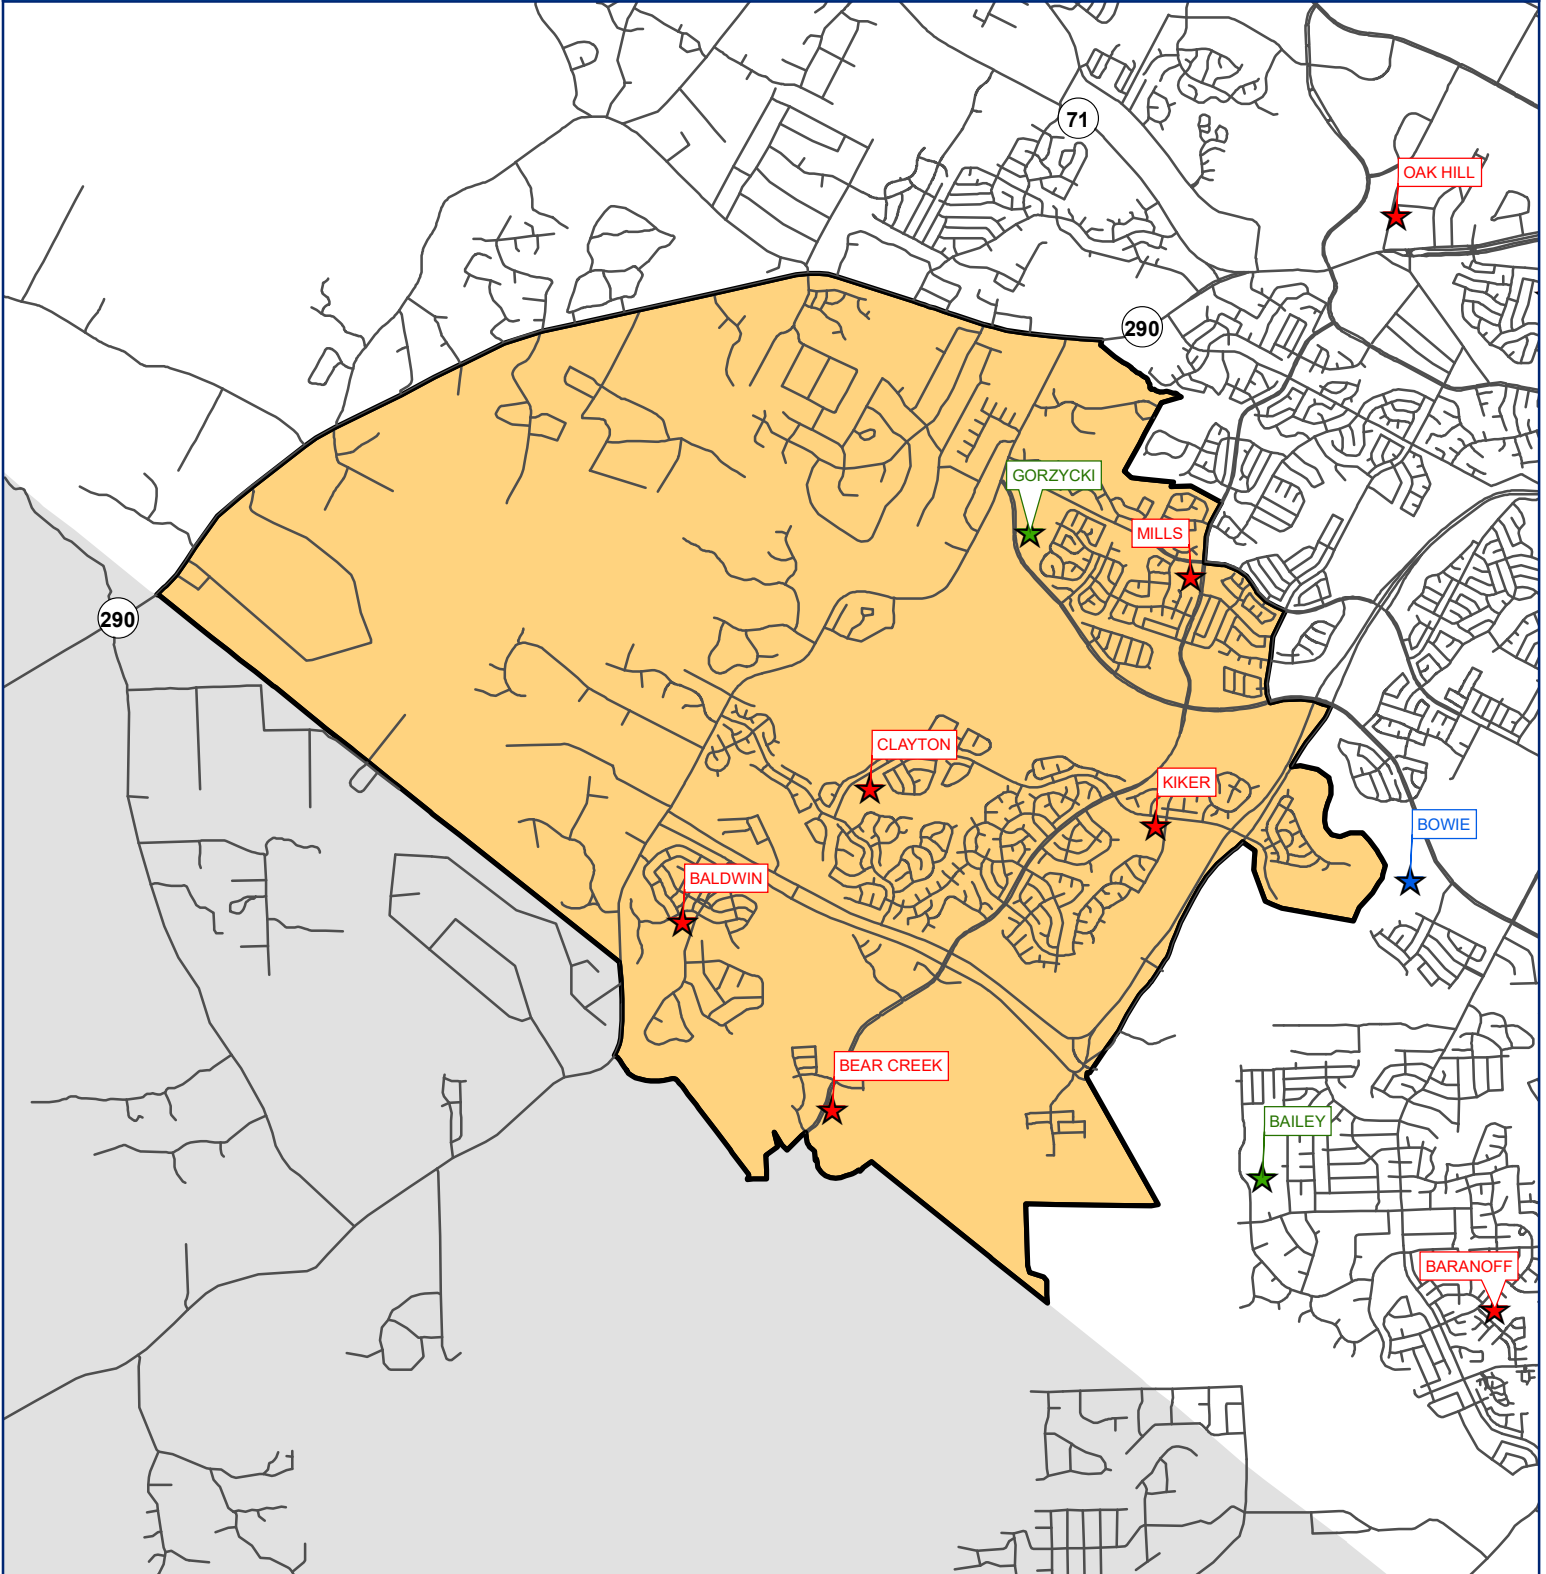 71
OAK HILL
290
GORZYCKI
MILLS
290
CLAYTON
KIKER
BOWIE
BALDWIN
BEAR CREEK
BAILEY
BARANOFF